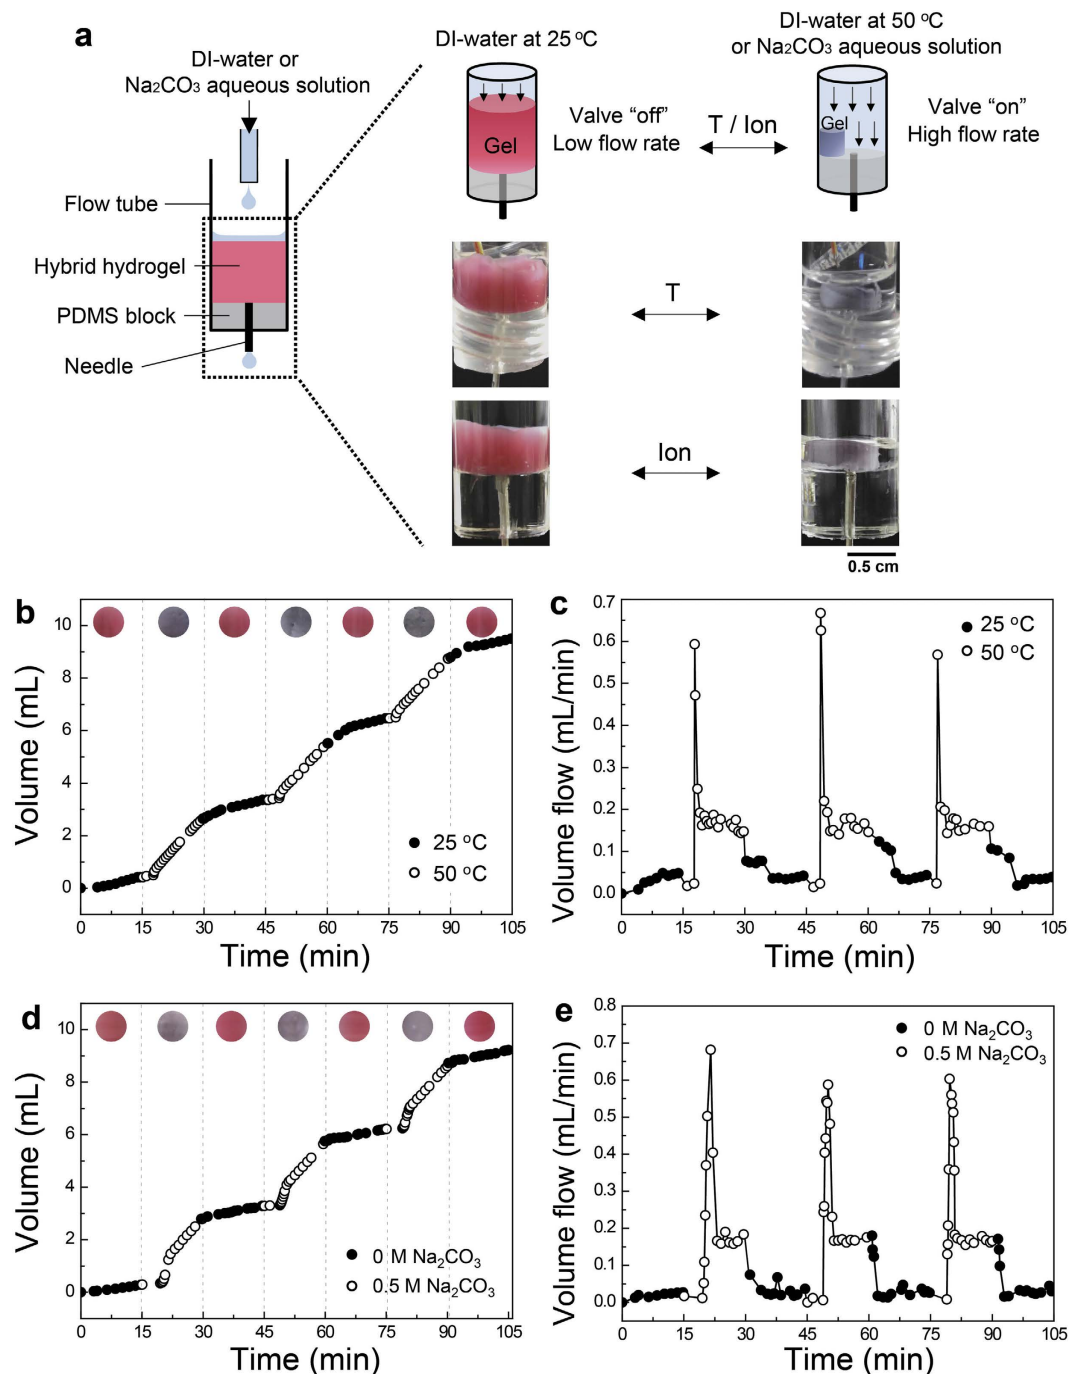 a
DI-water or
Na₂CO₃ aqueous solution
Flow tube
Hybrid hydrogel
PDMS block
Needle
DI-water at 25 °C
Gel
Valve “off”
Low flow rate
T / Ion
DI-water at 50 °C
or Na₂CO₃ aqueous solution
Gel
Valve “on”
High flow rate
T
Ion
0.5 cm
b
Volume (mL)
10
8
6
4
2
0
25 °C
50 °C
0 15 30 45 60 75 90 105
Time (min)
c
Volume flow (mL/min)
0.7
0.6
0.5
0.4
0.3
0.2
0.1
0.0
25 °C
50 °C
0 15 30 45 60 75 90 105
Time (min)
d
Volume (mL)
10
8
6
4
2
0
0 M Na₂CO₃
0.5 M Na₂CO₃
0 15 30 45 60 75 90 105
Time (min)
e
Volume flow (mL/min)
0.8
0.7
0.6
0.5
0.4
0.3
0.2
0.1
0.0
0 M Na₂CO₃
0.5 M Na₂CO₃
0 15 30 45 60 75 90 105
Time (min)